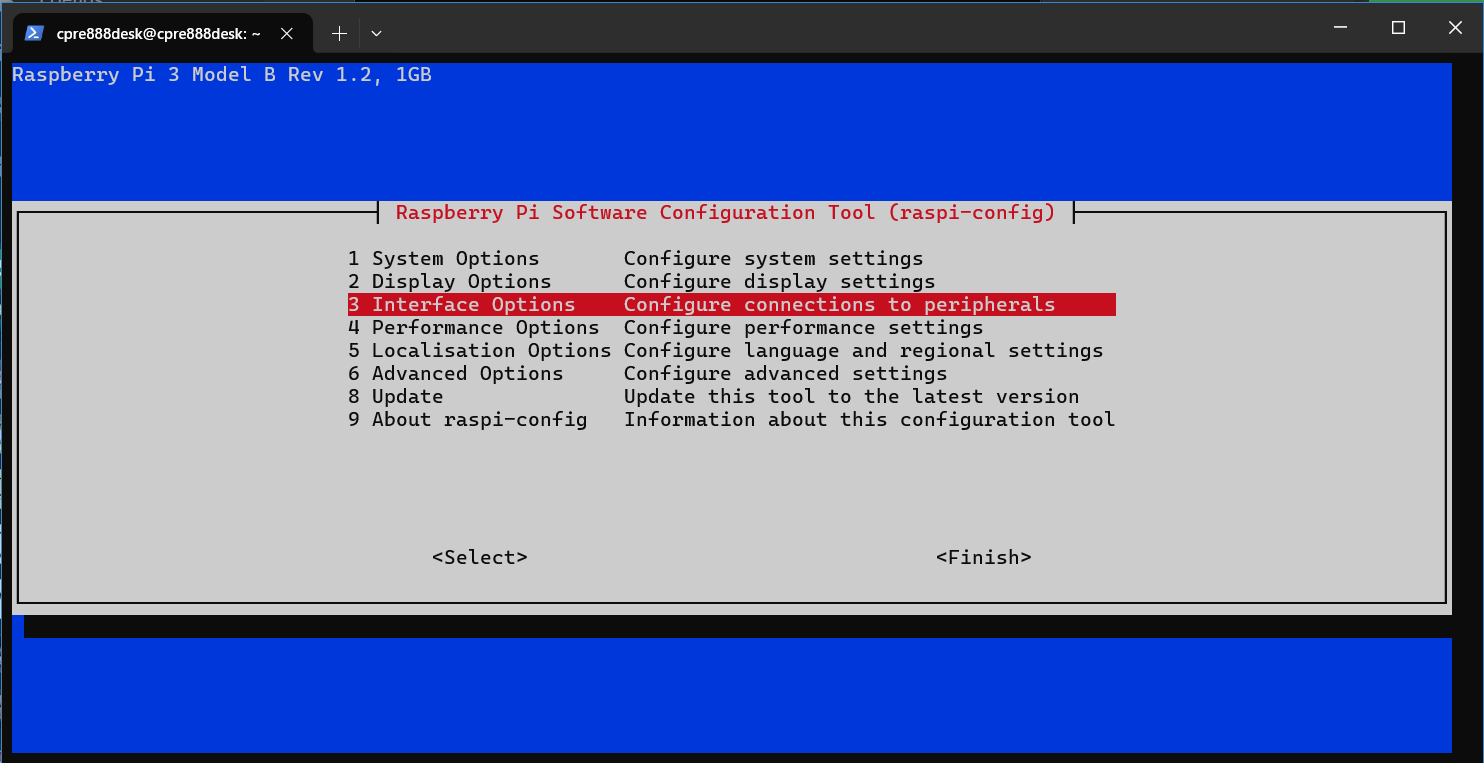 cpre888desk@cpre888desk: ~
Raspberry Pi 3 Model B Rev 1.2, 1GB
Raspberry Pi Software Configuration Tool (raspi-config)
1 System Options Configure system settings
2 Display Options Configure display settings
3 Interface Options Configure connections to peripherals
4 Performance Options Configure performance settings
5 Localisation Options Configure language and regional settings
6 Advanced Options Configure advanced settings
8 Update Update this tool to the latest version
9 About raspi-config Information about this configuration tool
<Select> <Finish>